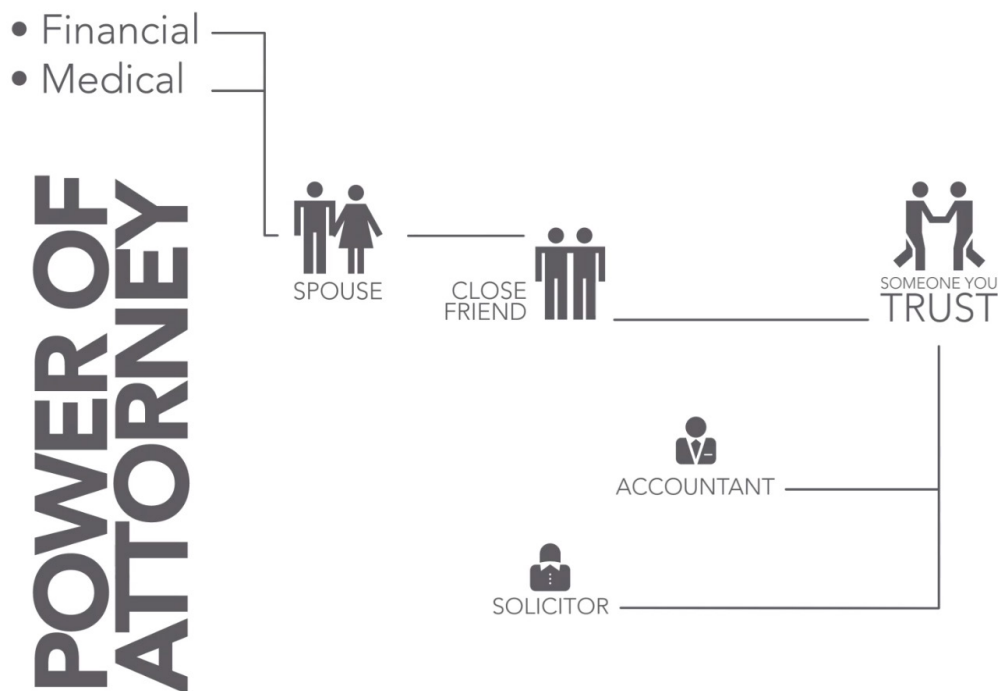 • Financial
• Medical
POWER OF
ATTORNEY
SPOUSE
CLOSE
FRIEND
SOMEONE YOU
TRUST
ACCOUNTANT
SOLICITOR